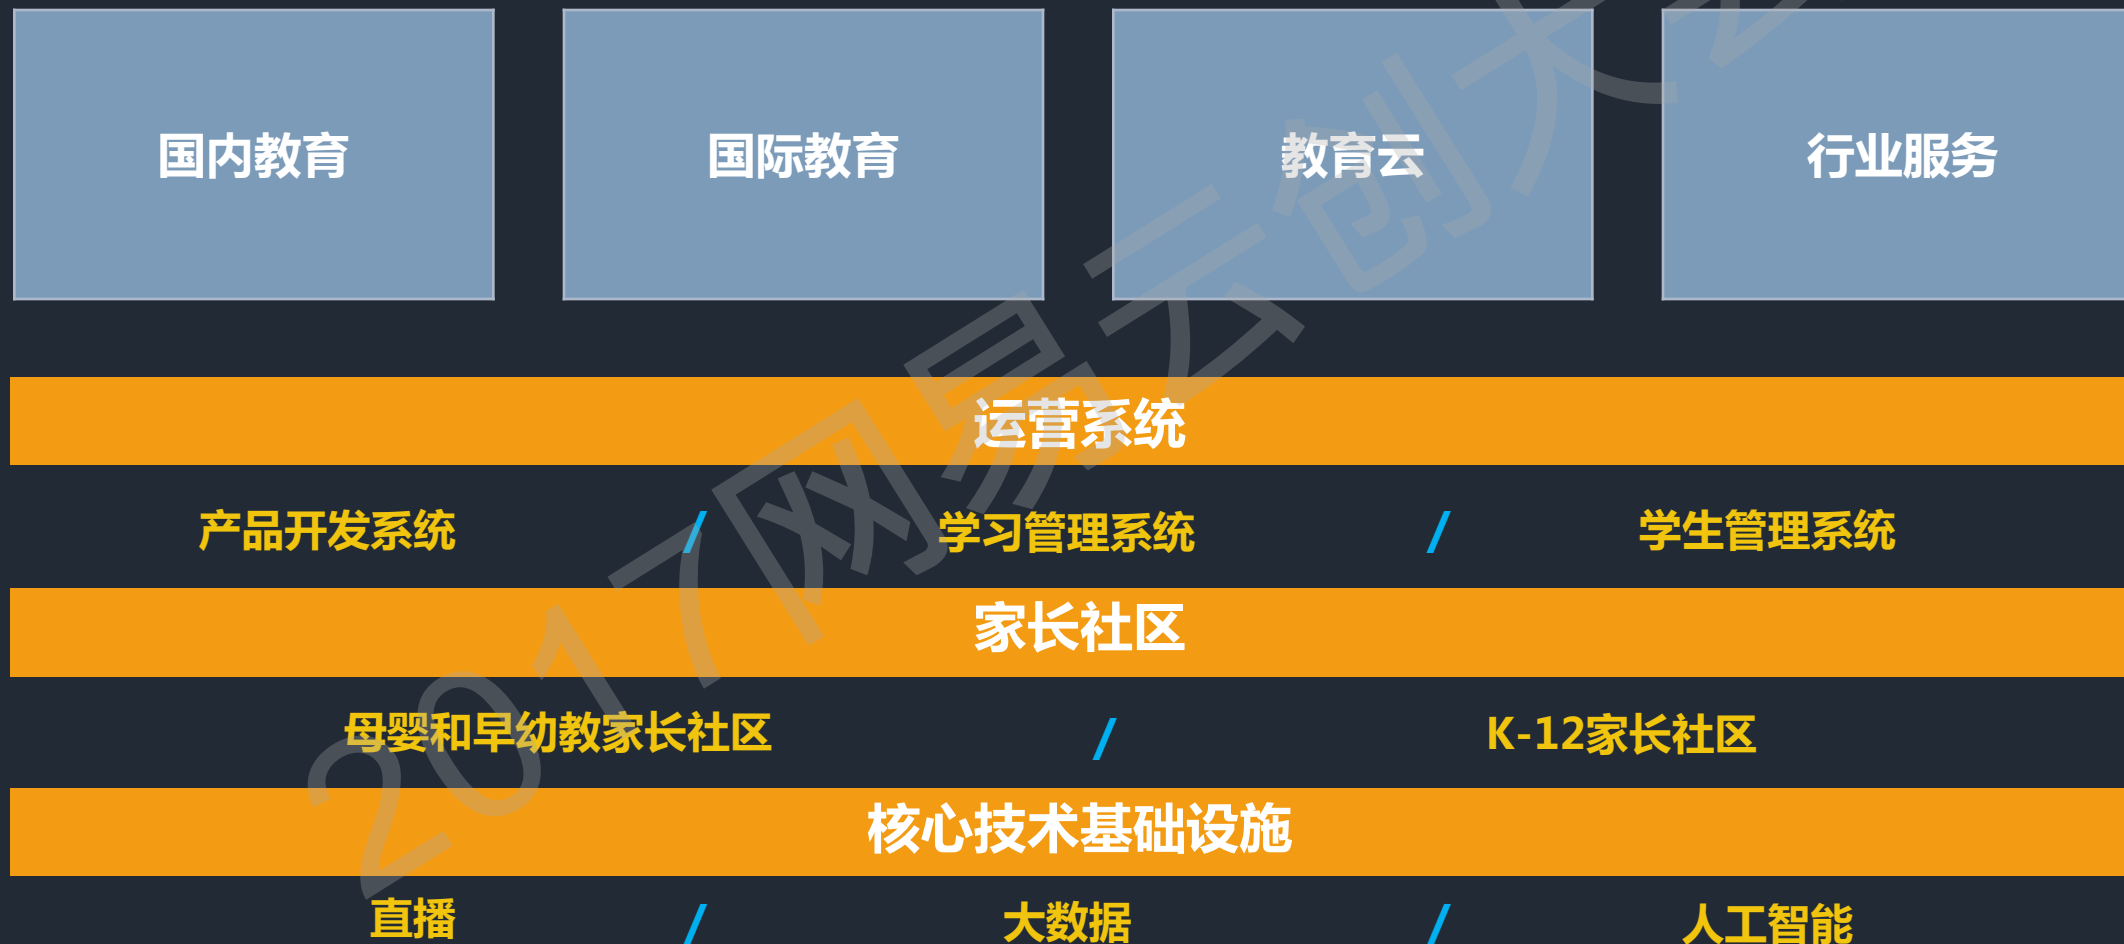 国内教育 国际教育 教育云 行业服务
运营系统
产品开发系统 / 学习管理系统 / 学生管理系统
家长社区
母婴和早幼教家长社区 / K-12家长社区
核心技术基础设施
直播 / 大数据 / 人工智能
2017网易云创大